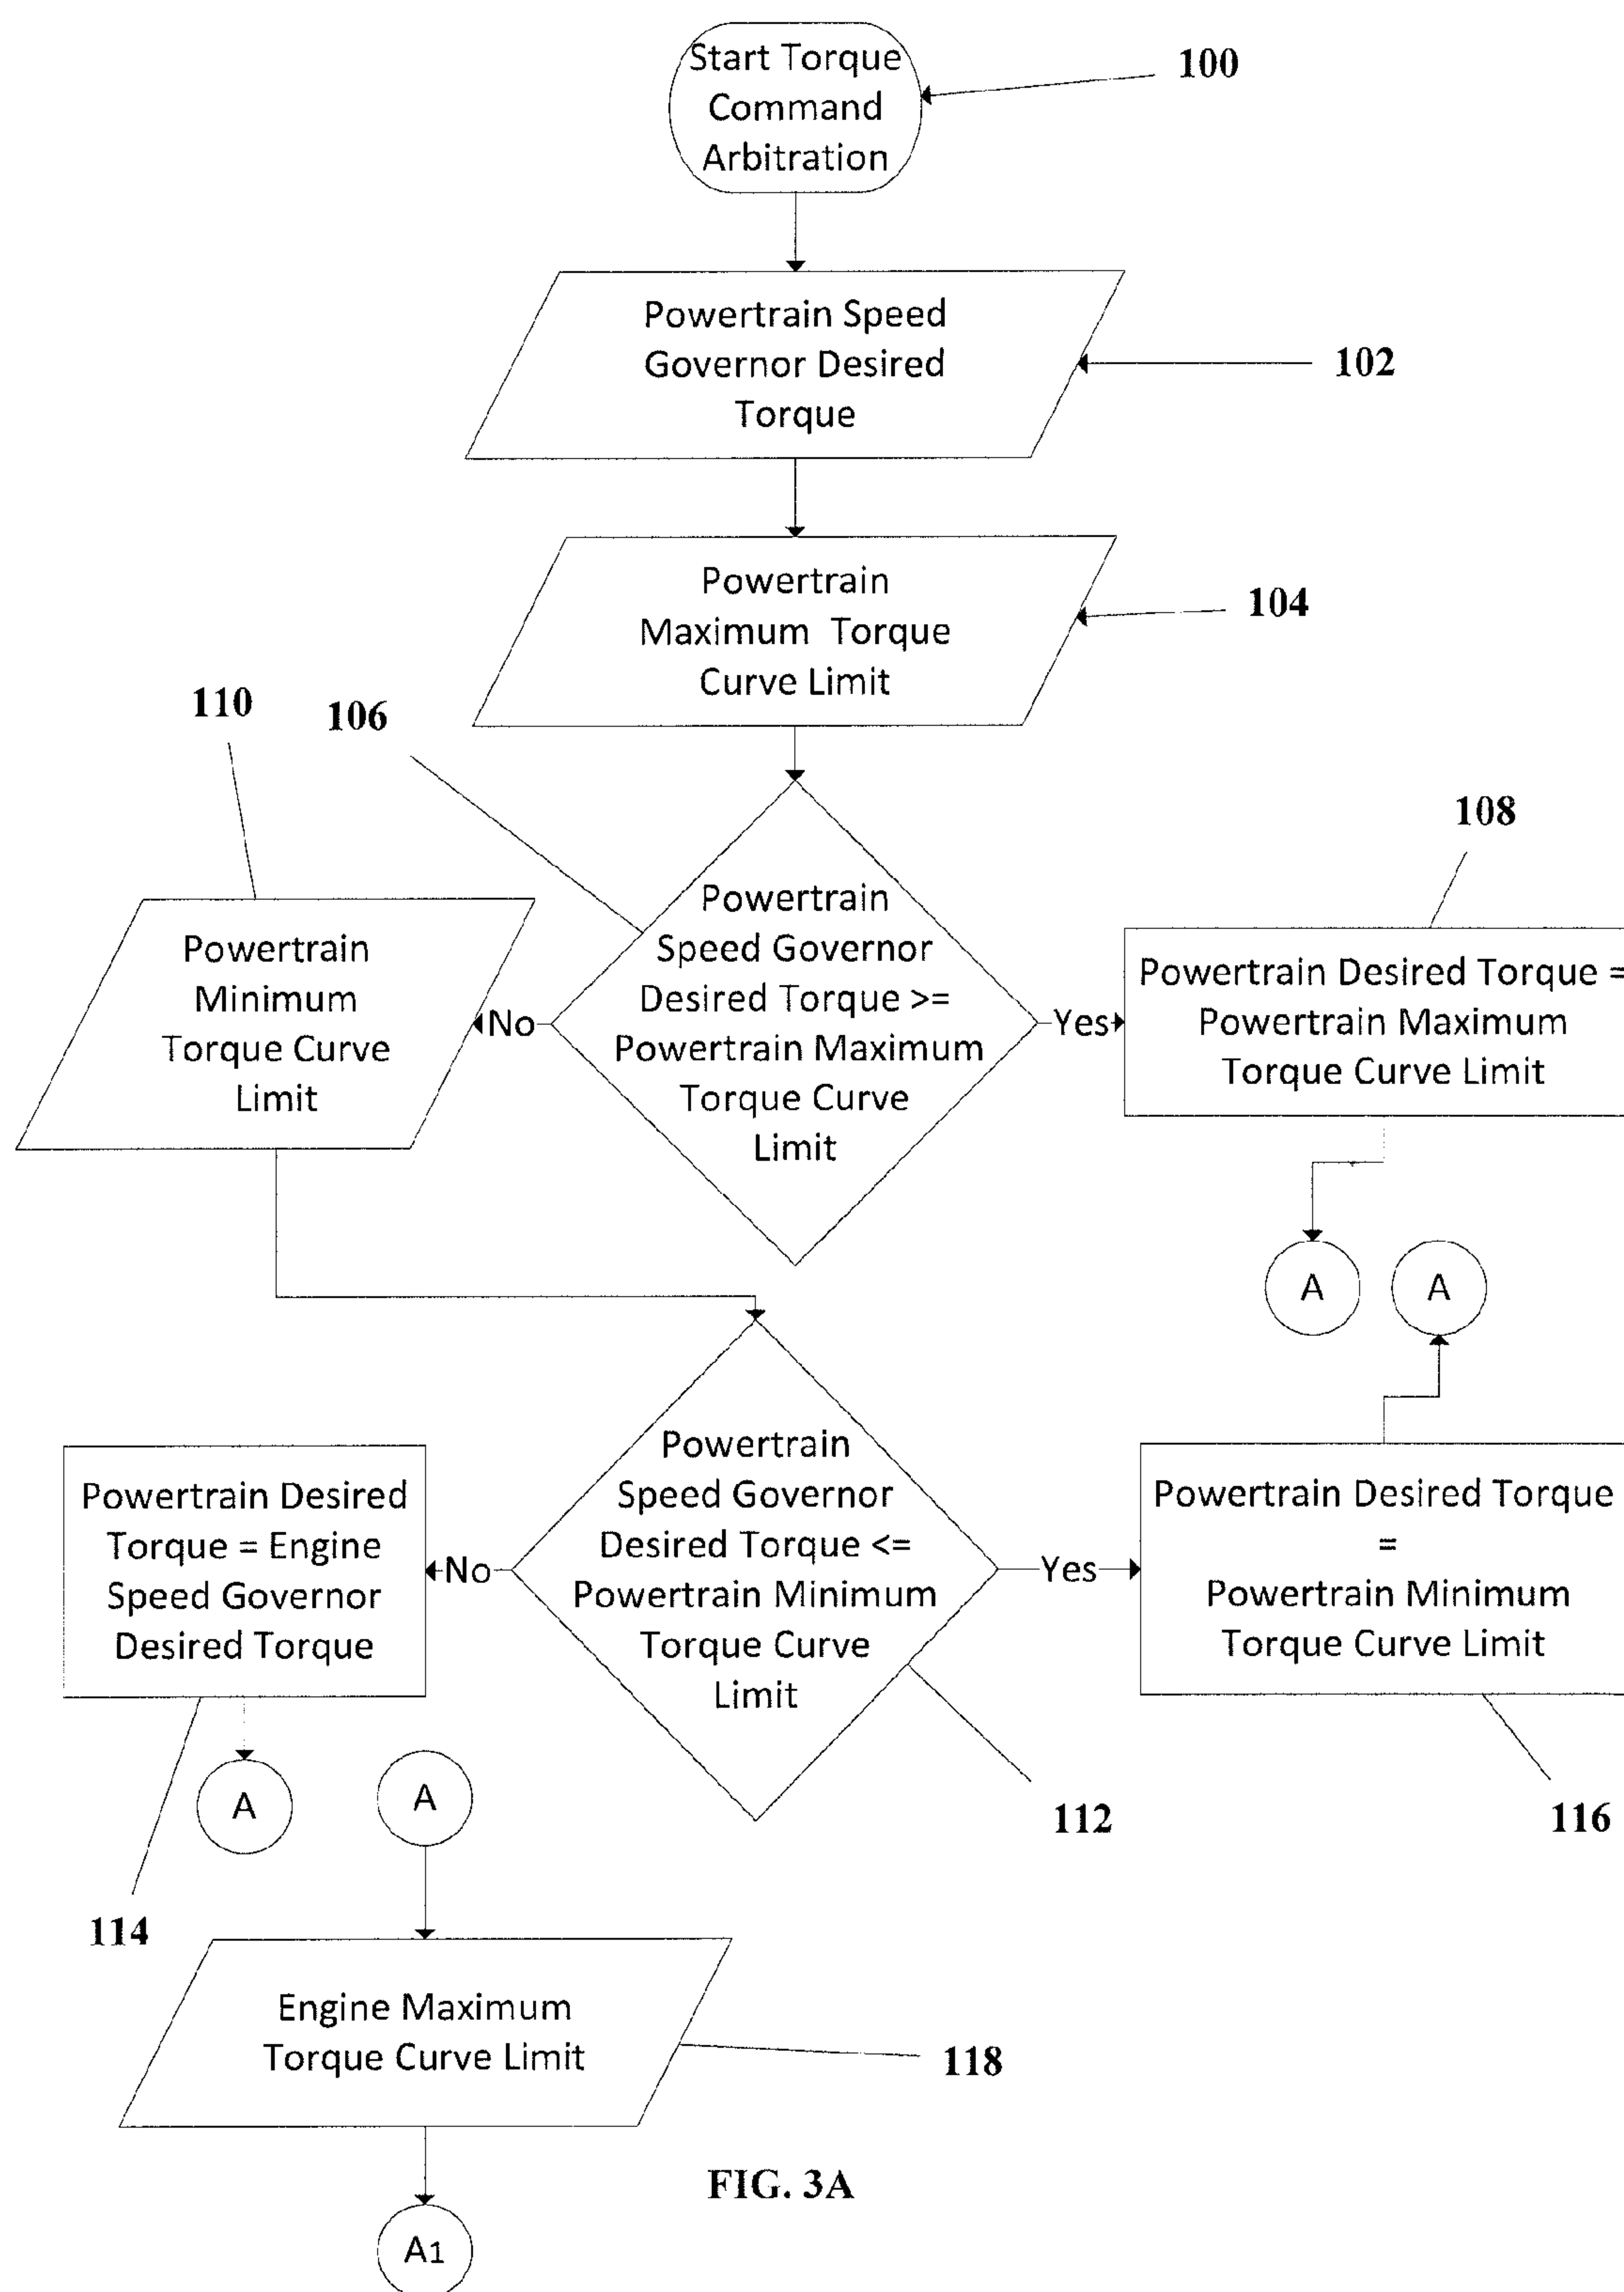 Start Torque
Command
Arbitration
100
Powertrain Speed
Governor Desired
Torque
102
Powertrain
Maximum Torque
Curve Limit
104
110
106
108
Powertrain
Minimum
Torque Curve
Limit
No
Powertrain
Speed Governor
Desired Torque >=
Powertrain Maximum
Torque Curve
Limit
Yes
Powertrain Desired Torque =
Powertrain Maximum
Torque Curve Limit
A
A
Powertrain Desired
Torque = Engine
Speed Governor
Desired Torque
No
Powertrain
Speed Governor
Desired Torque <=
Powertrain Minimum
Torque Curve
Limit
Yes
Powertrain Desired Torque
=
Powertrain Minimum
Torque Curve Limit
A
A
112
116
114
Engine Maximum
Torque Curve Limit
118
FIG. 3A
A1